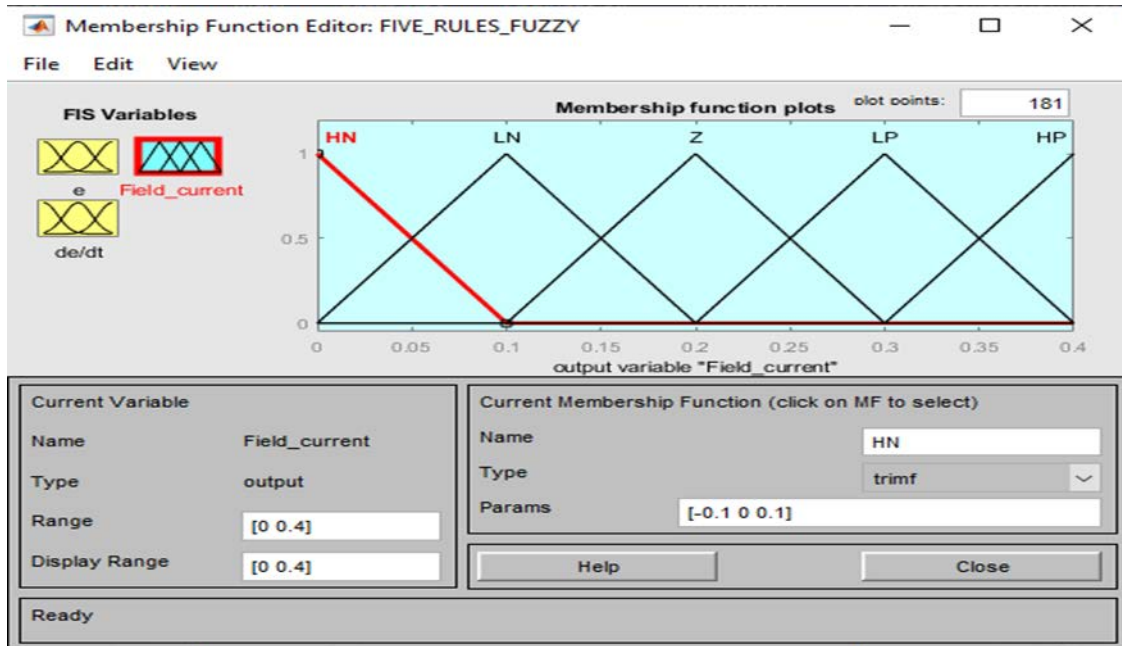 Membership Function Editor: FIVE_RULES_FUZZY
File Edit View
FIS Variables
e
Field_current
de/dt
Membership function plots
plot points: 181
HN LN Z LP HP
1
0.5
0
0 0.05 0.1 0.15 0.2 0.25 0.3 0.35 0.4
output variable "Field_current"
Current Variable
Name Field_current
Type output
Range [0 0.4]
Display Range [0 0.4]
Current Membership Function (click on MF to select)
Name HN
Type trimf
Params [-0.1 0 0.1]
Help Close
Ready